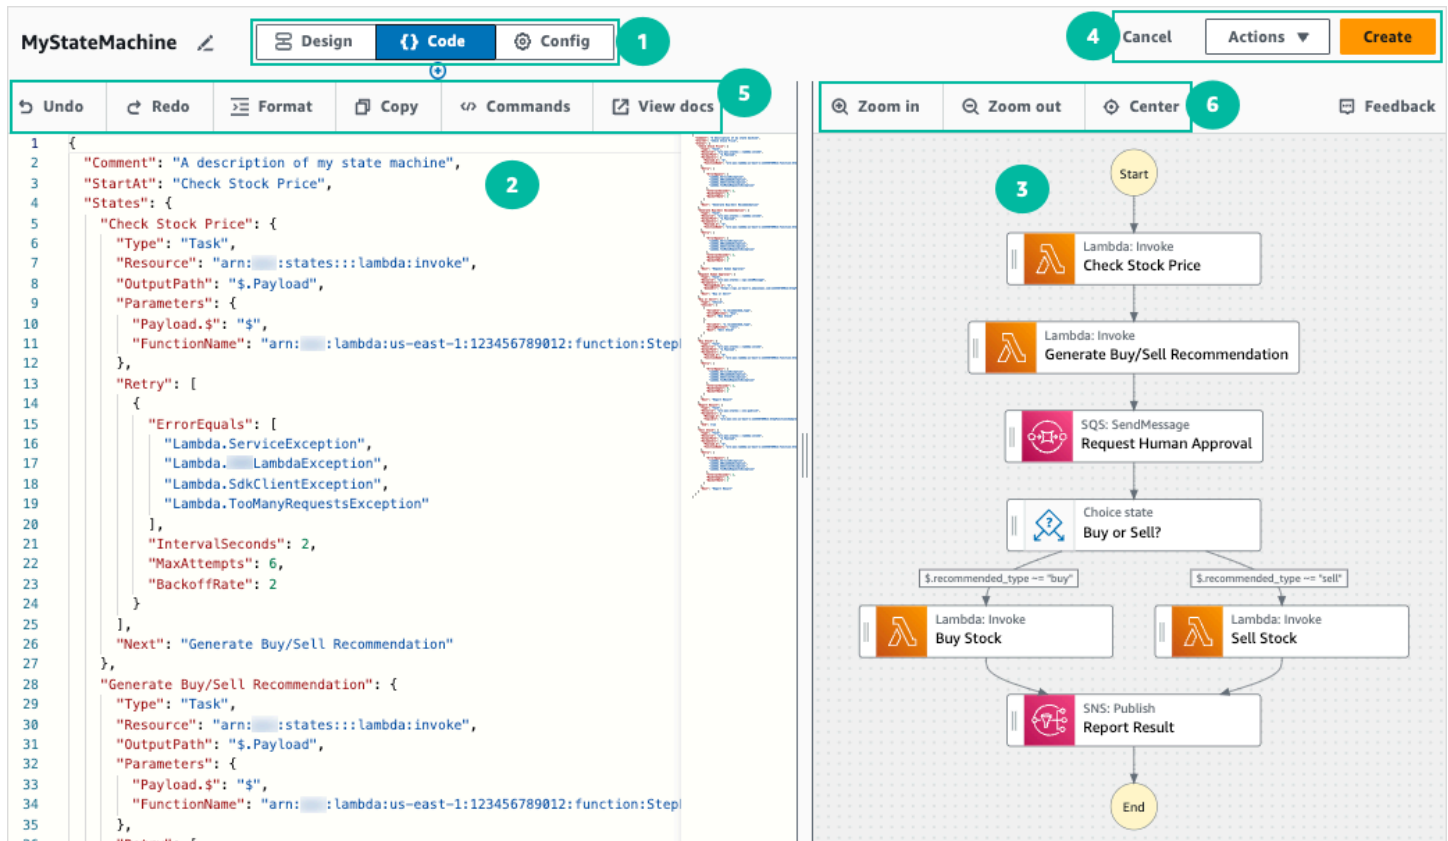 MyStateMachine
Design
Code
Config
1
4
Cancel
Actions
Create
Undo
Redo
Format
Copy
Commands
View docs
5
Zoom in
Zoom out
Center
6
Feedback
1 {
2 "Comment": "A description of my state machine",
3 "StartAt": "Check Stock Price",
4 "States": {
5 "Check Stock Price": {
6 "Type": "Task",
7 "Resource": "arn: :states:::lambda:invoke",
8 "OutputPath": "$.Payload",
9 "Parameters": {
10 "Payload.$": "$",
11 "FunctionName": "arn: :lambda:us-east-1:123456789012:function:Step
12 },
13 "Retry": [
14 {
15 "ErrorEquals": [
16 "Lambda.ServiceException",
17 "Lambda. LambdaException",
18 "Lambda.SdkClientException",
19 "Lambda.TooManyRequestsException"
20 ],
21 "IntervalSeconds": 2,
22 "MaxAttempts": 6,
23 "BackoffRate": 2
24 }
25 ],
26 "Next": "Generate Buy/Sell Recommendation"
27 },
28 "Generate Buy/Sell Recommendation": {
29 "Type": "Task",
30 "Resource": "arn: :states:::lambda:invoke",
31 "OutputPath": "$.Payload",
32 "Parameters": {
33 "Payload.$": "$",
34 "FunctionName": "arn: :lambda:us-east-1:123456789012:function:Step
35 },
2
3
Start
Lambda: Invoke
Check Stock Price
Lambda: Invoke
Generate Buy/Sell Recommendation
SQS: SendMessage
Request Human Approval
Choice state
Buy or Sell?
$.recommended_type ~= "buy"
$.recommended_type ~= "sell"
Lambda: Invoke
Buy Stock
Lambda: Invoke
Sell Stock
SNS: Publish
Report Result
End